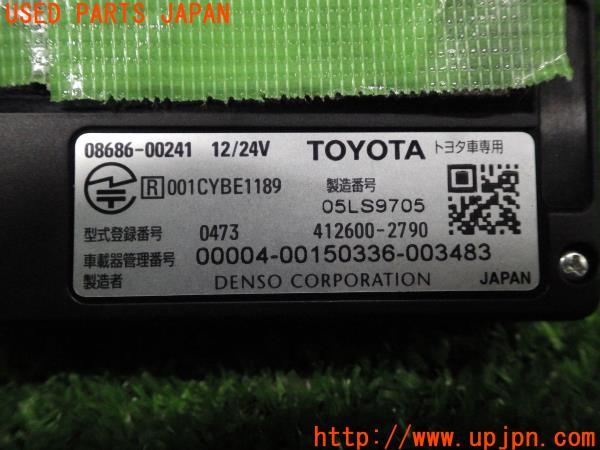 USED PARTS JAPAN
08686-00241 12/24V TOYOTA トヨタ車専用
R 001CYBE1189 製造番号
05LS9705
型式登録番号 0473 412600-2790
車載器管理番号 00004-00150336-003483
製造者 DENSO CORPORATION JAPAN
http://www.upjpn.com/